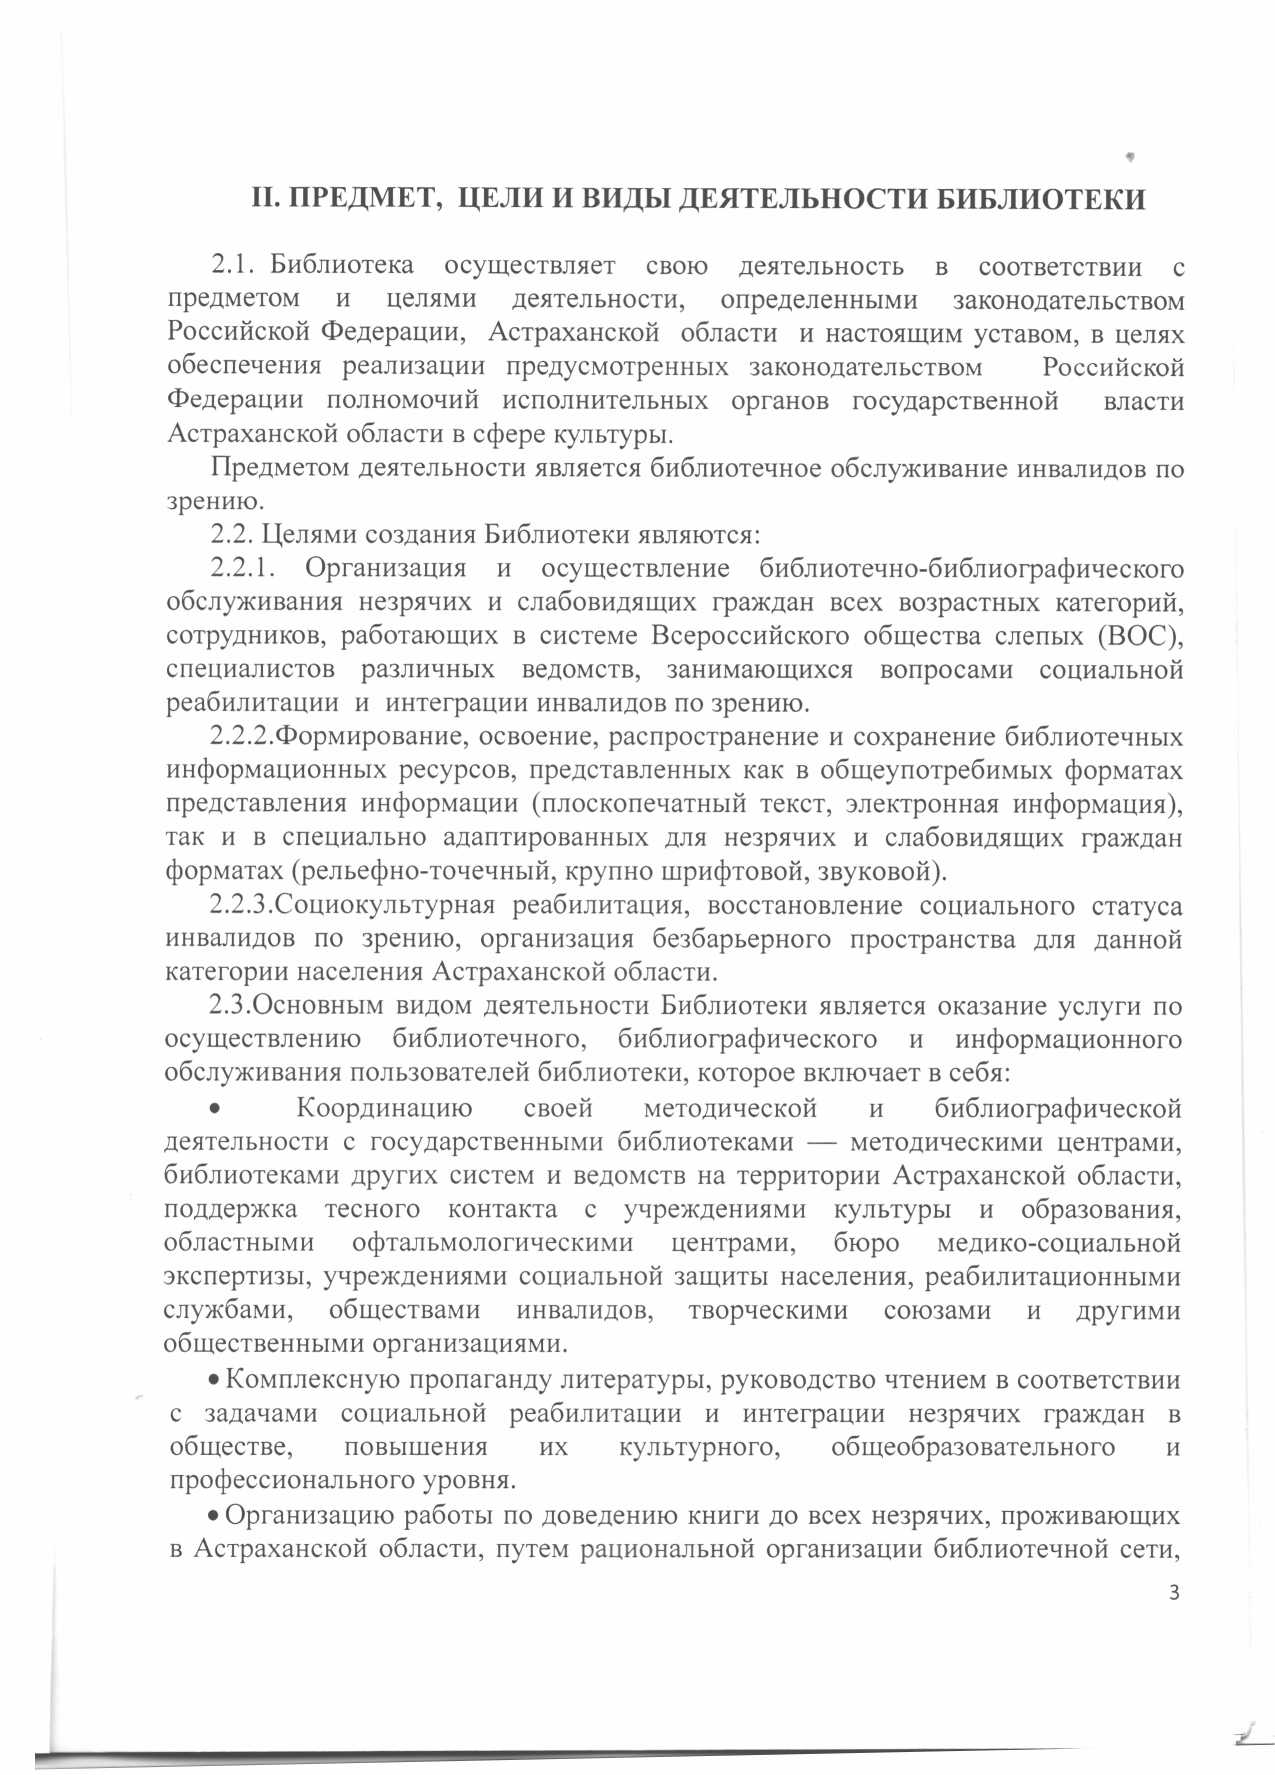 II. ПРЕДМЕТ, ЦЕЛИ И ВИДЫ ДЕЯТЕЛЬНОСТИ БИБЛИОТЕКИ
2.1. Библиотека осуществляет свою деятельность в соответствии с
предметом и целями деятельности, определенными законодательством
Российской Федерации, Астраханской области и настоящим уставом, в целях
обеспечения реализации предусмотренных законодательством Российской
Федерации полномочий исполнительных органов государственной власти
Астраханской области в сфере культуры.
Предметом деятельности является библиотечное обслуживание инвалидов по
зрению.
2.2. Целями создания Библиотеки являются:
2.2.1. Организация и осуществление библиотечно-библиографического
обслуживания незрячих и слабовидящих граждан всех возрастных категорий,
сотрудников, работающих в системе Всероссийского общества слепых (ВОС),
специалистов различных ведомств, занимающихся вопросами социальной
реабилитации и интеграции инвалидов по зрению.
2.2.2.Формирование, освоение, распространение и сохранение библиотечных
информационных ресурсов, представленных как в общеупотребимых форматах
представления информации (плоскопечатный текст, электронная информация),
так и в специально адаптированных для незрячих и слабовидящих граждан
форматах (рельефно-точечный, крупно шрифтовой, звуковой).
2.2.3.Социокультурная реабилитация, восстановление социального статуса
инвалидов по зрению, организация безбарьерного пространства для данной
категории населения Астраханской области.
2.3.Основным видом деятельности Библиотеки является оказание услуги по
осуществлению библиотечного, библиографического и информационного
обслуживания пользователей библиотеки, которое включает в себя:
• Координацию своей методической и библиографической
деятельности с государственными библиотеками — методическими центрами,
библиотеками других систем и ведомств на территории Астраханской области,
поддержка тесного контакта с учреждениями культуры и образования,
областными офтальмологическими центрами, бюро медико-социальной
экспертизы, учреждениями социальной защиты населения, реабилитационными
службами, обществами инвалидов, творческими союзами и другими
общественными организациями.
• Комплексную пропаганду литературы, руководство чтением в соответствии
с задачами социальной реабилитации и интеграции незрячих граждан в
обществе, повышения их культурного, общеобразовательного и
профессионального уровня.
• Организацию работы по доведению книги до всех незрячих, проживающих
в Астраханской области, путем рациональной организации библиотечной сети,
3